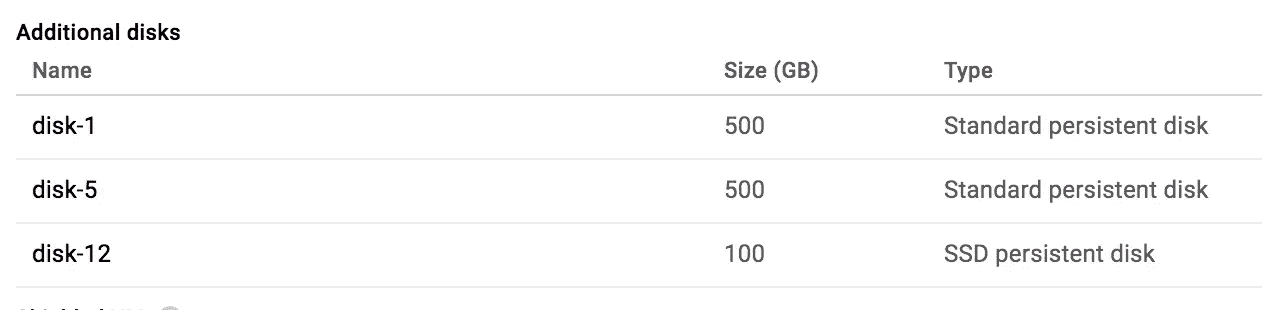 Additional disks
Name Size (GB) Type
disk-1 500 Standard persistent disk
disk-5 500 Standard persistent disk
disk-12 100 SSD persistent disk